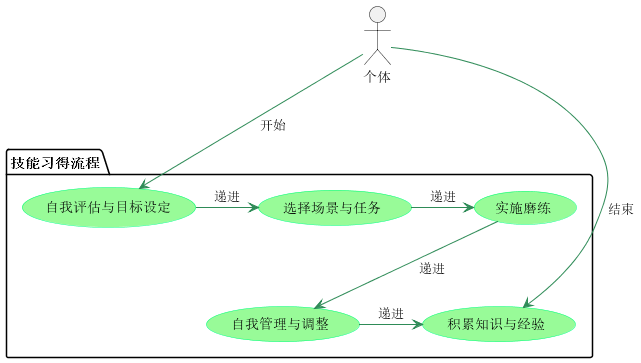 个体
开始
技能习得流程
递进
递进
自我评估与目标设定
选择场景与任务
实施磨练
结束
递进
递进
自我管理与调整
积累知识与经验